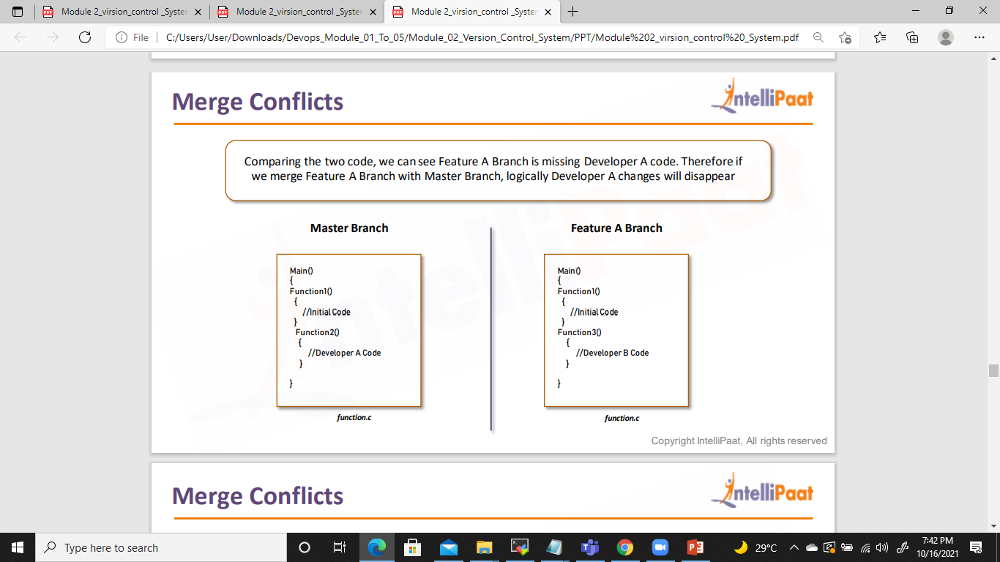 Module 2_virsion_control _System
Module 2_virsion_control _System
Module 2_virsion_control _System
File
C:/Users/User/Downloads/Devops_Module_01_To_05/Module_02_Version_Control_System/PPT/Module%202_virsion_control%20_System.pdf
Merge Conflicts
IntelliPaat
Comparing the two code, we can see Feature A Branch is missing Developer A code. Therefore if
we merge Feature A Branch with Master Branch, logically Developer A changes will disappear
Master Branch
Main()
{
Function1()
{
//Initial Code
}
Function2()
{
//Developer A Code
}
}
function.c
Feature A Branch
Main()
{
Function1()
{
//Initial Code
}
Function3()
{
//Developer B Code
}
}
function.c
Copyright IntelliPaat, All rights reserved
Merge Conflicts
IntelliPaat
Type here to search
29°C
7:42 PM
10/16/2021